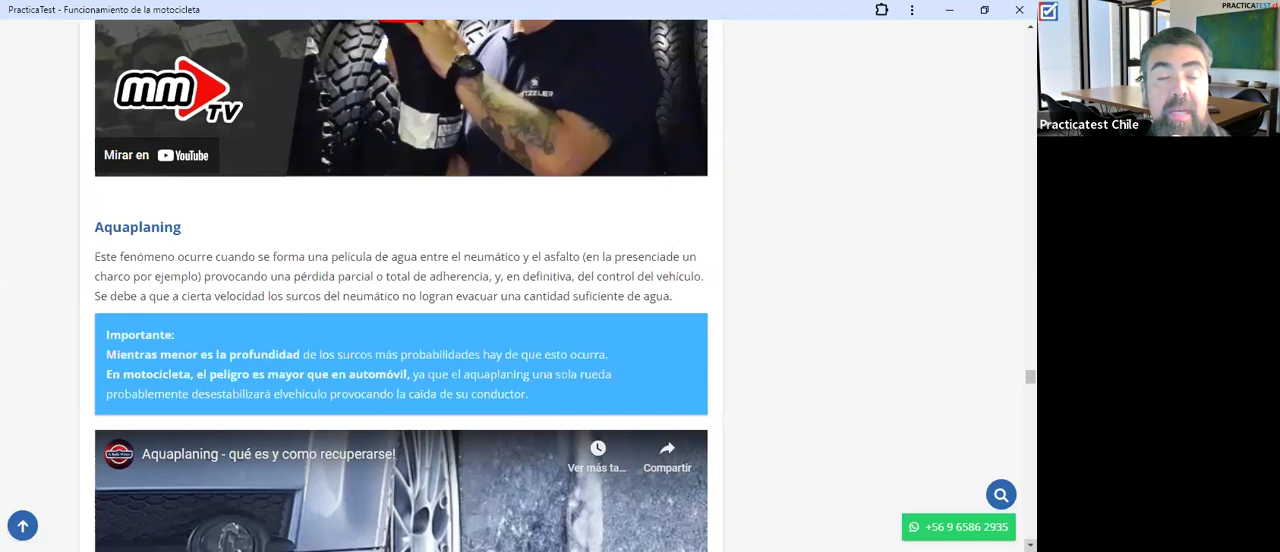 PracticaTest - Funcionamiento de la motocicleta
PRACTICATEST.cl
mm
TV
TZELER
Mirar en YouTube
Practicatest Chile
Aquaplaning
Este fenómeno ocurre cuando se forma una película de agua entre el neumático y el asfalto (en la presenciade un
charco por ejemplo) provocando una pérdida parcial o total de adherencia, y, en definitiva, del control del vehículo.
Se debe a que a cierta velocidad los surcos del neumático no logran evacuar una cantidad suficiente de agua.
Importante:
Mientras menor es la profundidad de los surcos más probabilidades hay de que esto ocurra.
En motocicleta, el peligro es mayor que en automóvil, ya que el aquaplaning una sola rueda
probablemente desestabilizará elvehículo provocando la caída de su conductor.
Aquaplaning - qué es y como recuperarse!
Ver más ta...
Compartir
+56 9 6586 2935